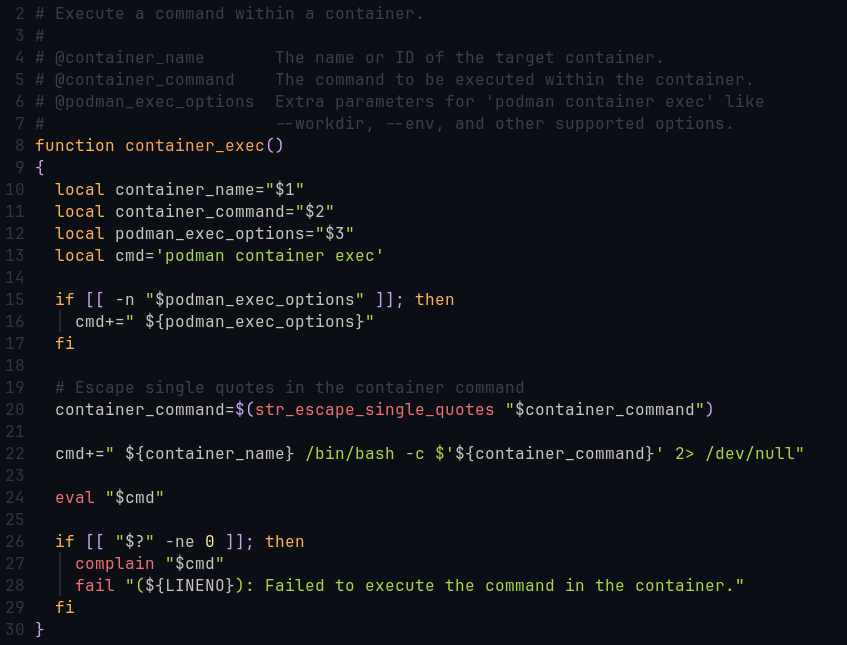 2 # Execute a command within a container.
3 #
4 # @container_name       The name or ID of the target container.
5 # @container_command    The command to be executed within the container.
6 # @podman_exec_options  Extra parameters for 'podman container exec' like
7 #                       --workdir, --env, and other supported options.
8 function container_exec()
9 {
10   local container_name="$1"
11   local container_command="$2"
12   local podman_exec_options="$3"
13   local cmd='podman container exec'
14
15   if [[ -n "$podman_exec_options" ]]; then
16     cmd+=" ${podman_exec_options}"
17   fi
18
19   # Escape single quotes in the container command
20   container_command=$(str_escape_single_quotes "$container_command")
21
22   cmd+=" ${container_name} /bin/bash -c $'${container_command}' 2> /dev/null"
23
24   eval "$cmd"
25
26   if [[ "$?" -ne 0 ]]; then
27     complain "$cmd"
28     fail "(${LINENO}): Failed to execute the command in the container."
29   fi
30 }